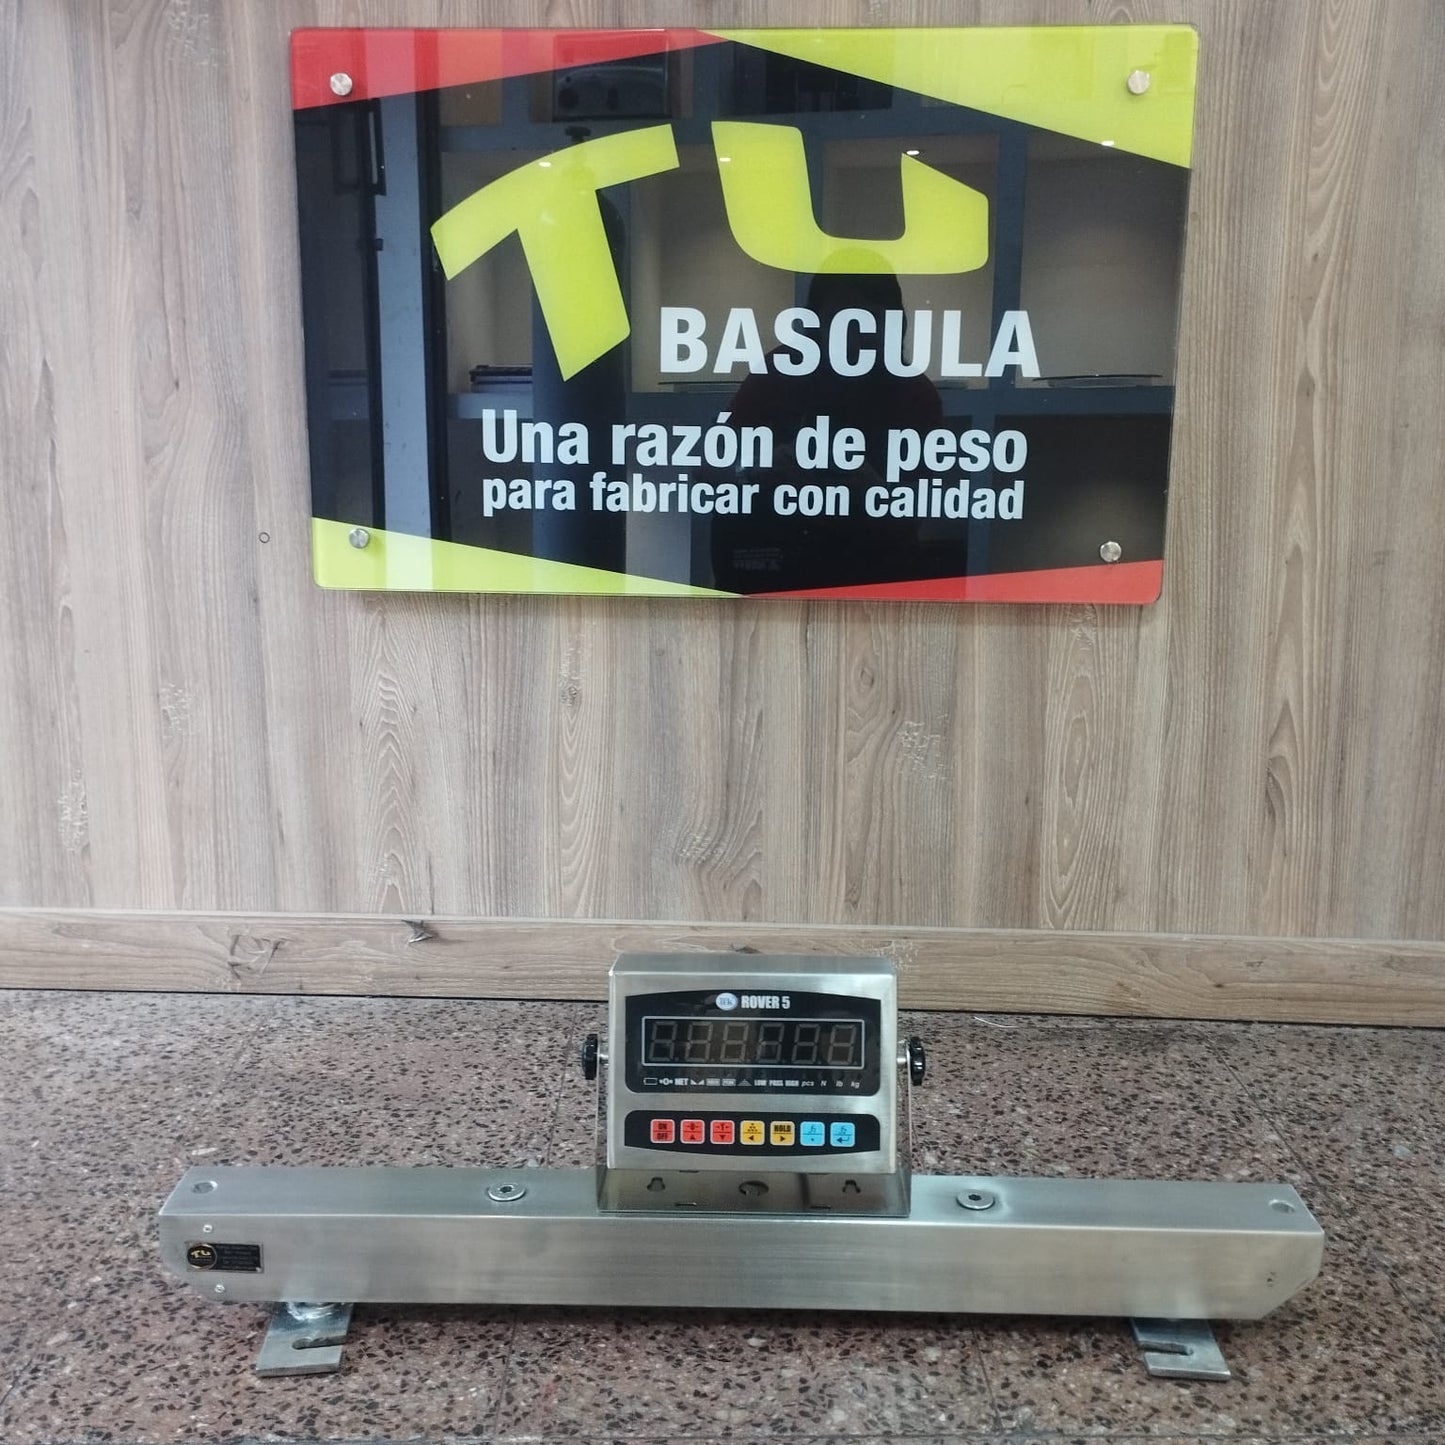 TU
BASCULA
Una razón de peso
para fabricar con calidad
ROVER 5
NET LOW PASS HIGH pcs N lb kg
ON
OFF
HOLD
TU